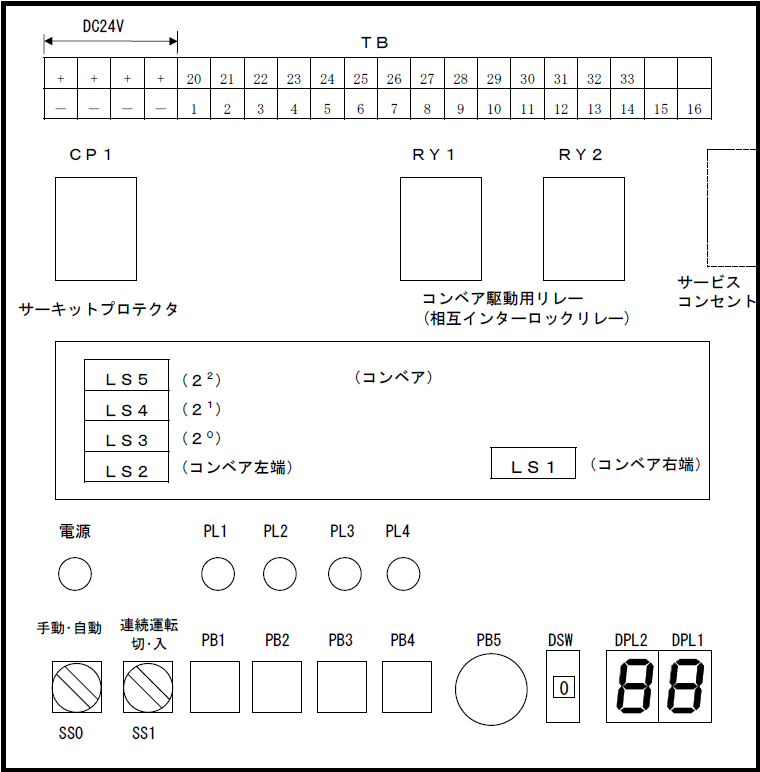 DC24V
TB
+ + + + 20 21 22 23 24 25 26 27 28 29 30 31 32 33
－ － － － 1 2 3 4 5 6 7 8 9 10 11 12 13 14 15 16
CP1 RY1 RY2
サーキットプロテクタ
コンベア駆動用リレー
(相互インターロックリレー)
サービス
コンセント
LS5 (2²) (コンベア)
LS4 (2¹)
LS3 (2⁰)
LS2 (コンベア左端) LS1 (コンベア右端)
電源 PL1 PL2 PL3 PL4
手動・自動
連続運転
切・入
PB1 PB2 PB3 PB4 PB5 DSW DPL2 DPL1
0 8 8
SS0 SS1